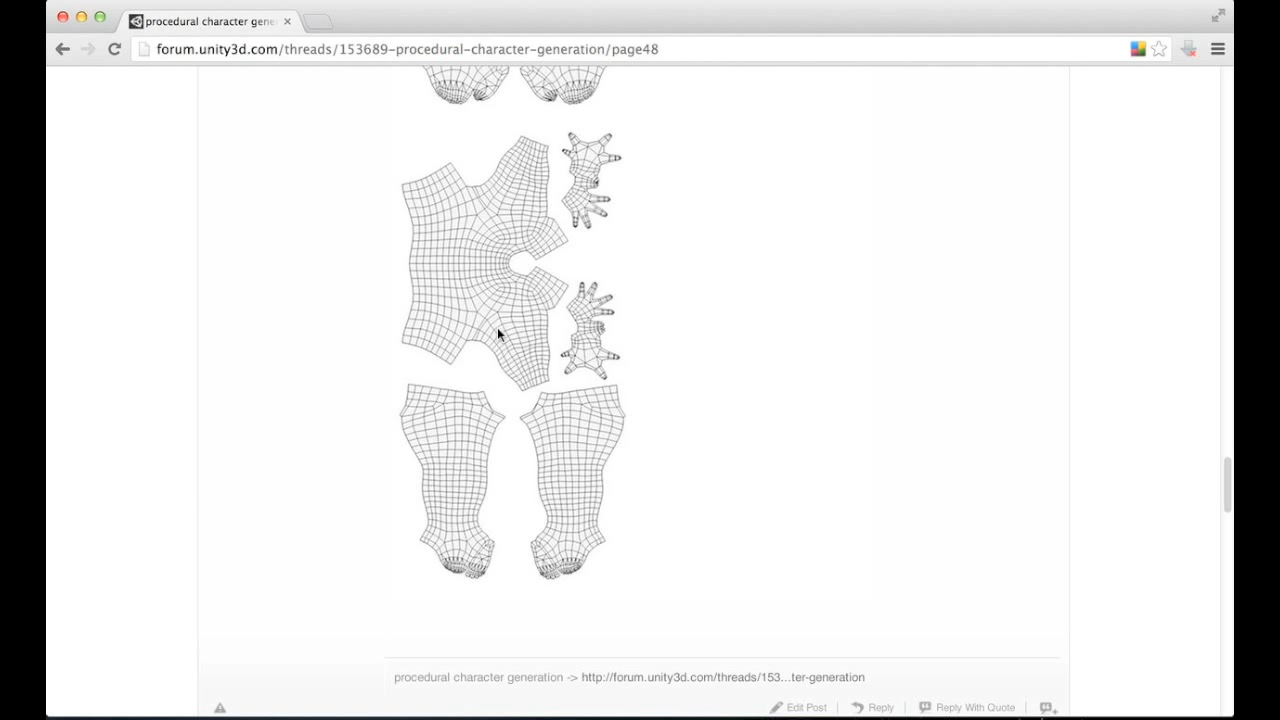 procedural character gene
forum.unity3d.com/threads/153689-procedural-character-generation/page48
procedural character generation -> http://forum.unity3d.com/threads/153...ter-generation
Edit Post Reply Reply With Quote